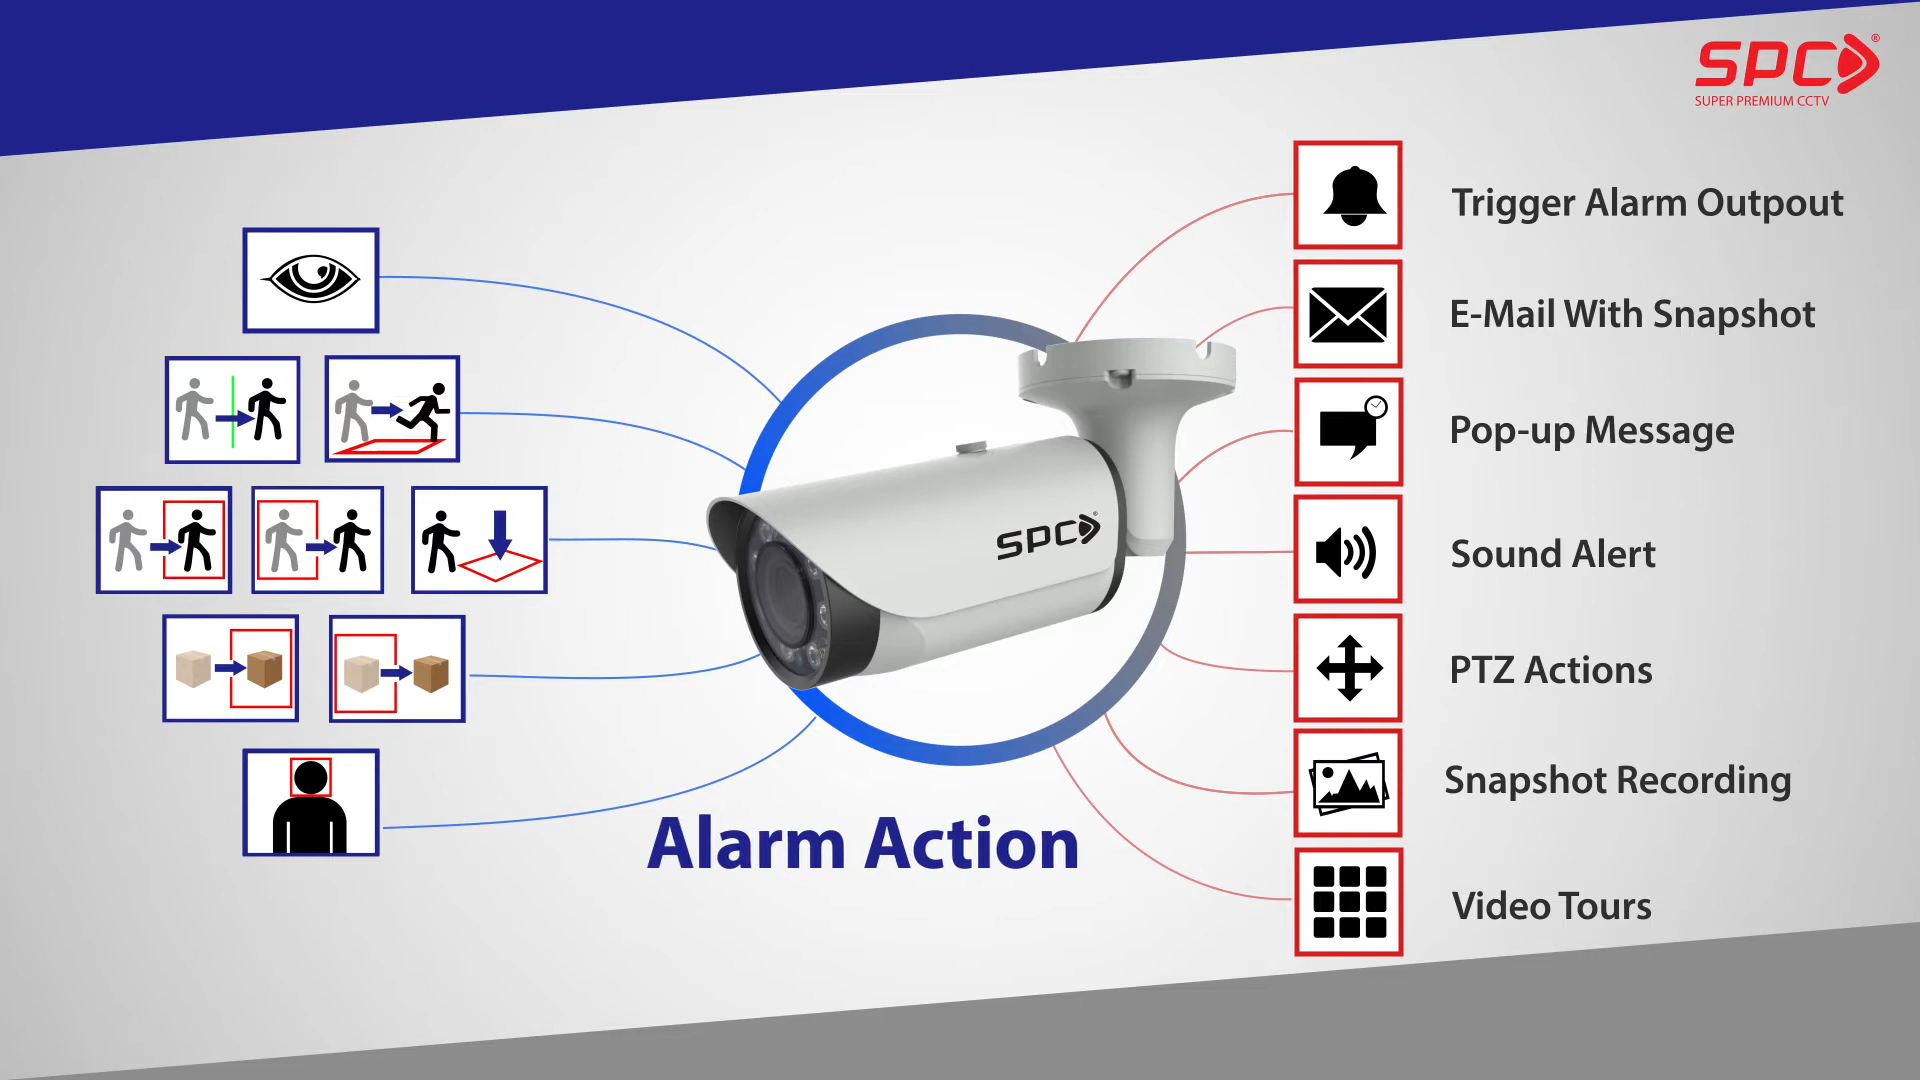 SPC®
SUPER PREMIUM CCTV
Trigger Alarm Outpout
E-Mail With Snapshot
Pop-up Message
SPC®
Sound Alert
PTZ Actions
Snapshot Recording
Alarm Action
Video Tours